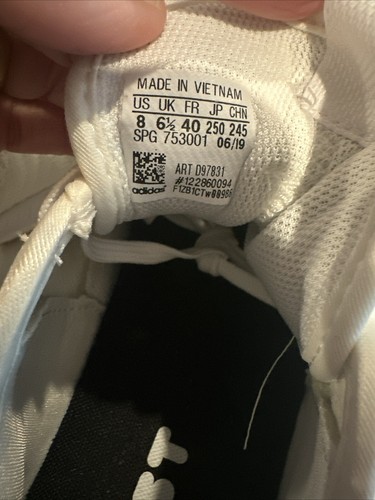 MADE IN VIETNAM
US UK FR JP CHN
8 6½ 40 250 245
SPG 753001 06/19
ART D97831
#122860094
adidas
ST